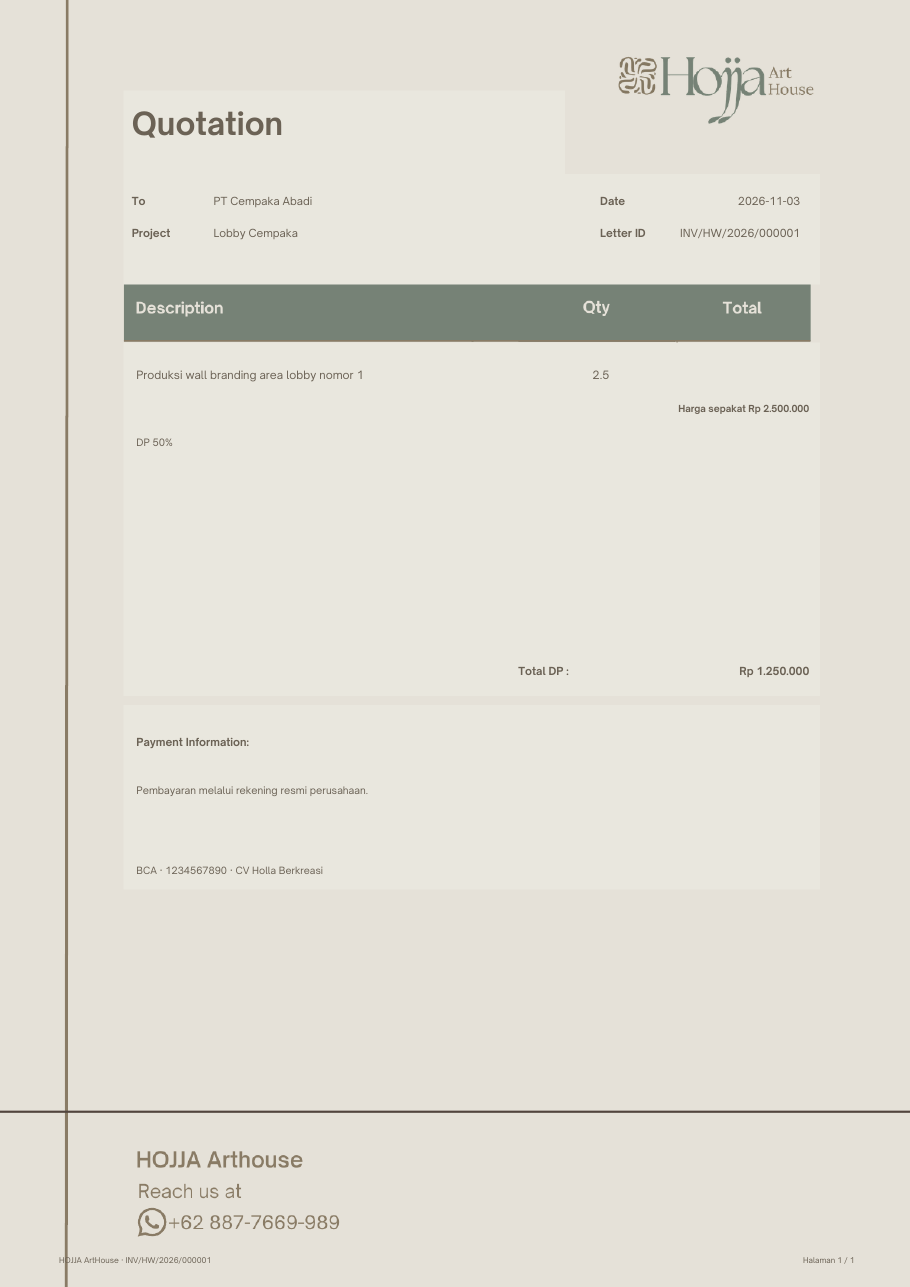 Hojja Art House
Quotation
To PT Cempaka Abadi Date 2026-11-03
Project Lobby Cempaka Letter ID INV/HW/2026/000001
Description Qty Total
Produksi wall branding area lobby nomor 1 2.5
Harga sepakat Rp 2.500.000
DP 50%
Total DP : Rp 1.250.000
Payment Information:
Pembayaran melalui rekening resmi perusahaan.
BCA · 1234567890 · CV Holla Berkreasi
HOJJA Arthouse
Reach us at
+62 887-7669-989
HOJJA ArtHouse · INV/HW/2026/000001 Halaman 1 / 1